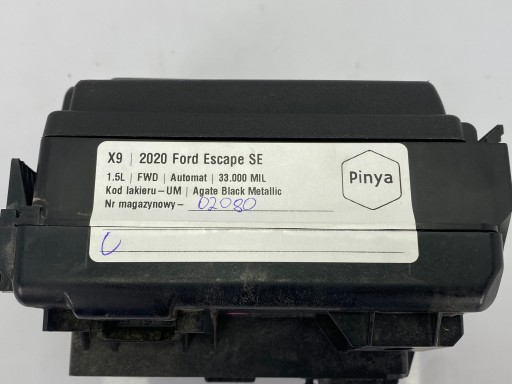 X9 | 2020 Ford Escape SE
1.5L | FWD | Automat | 33.000 MIL
Kod lakieru-UM | Agate Black Metallic
Nr magazynowy- 02080
U
Pinya